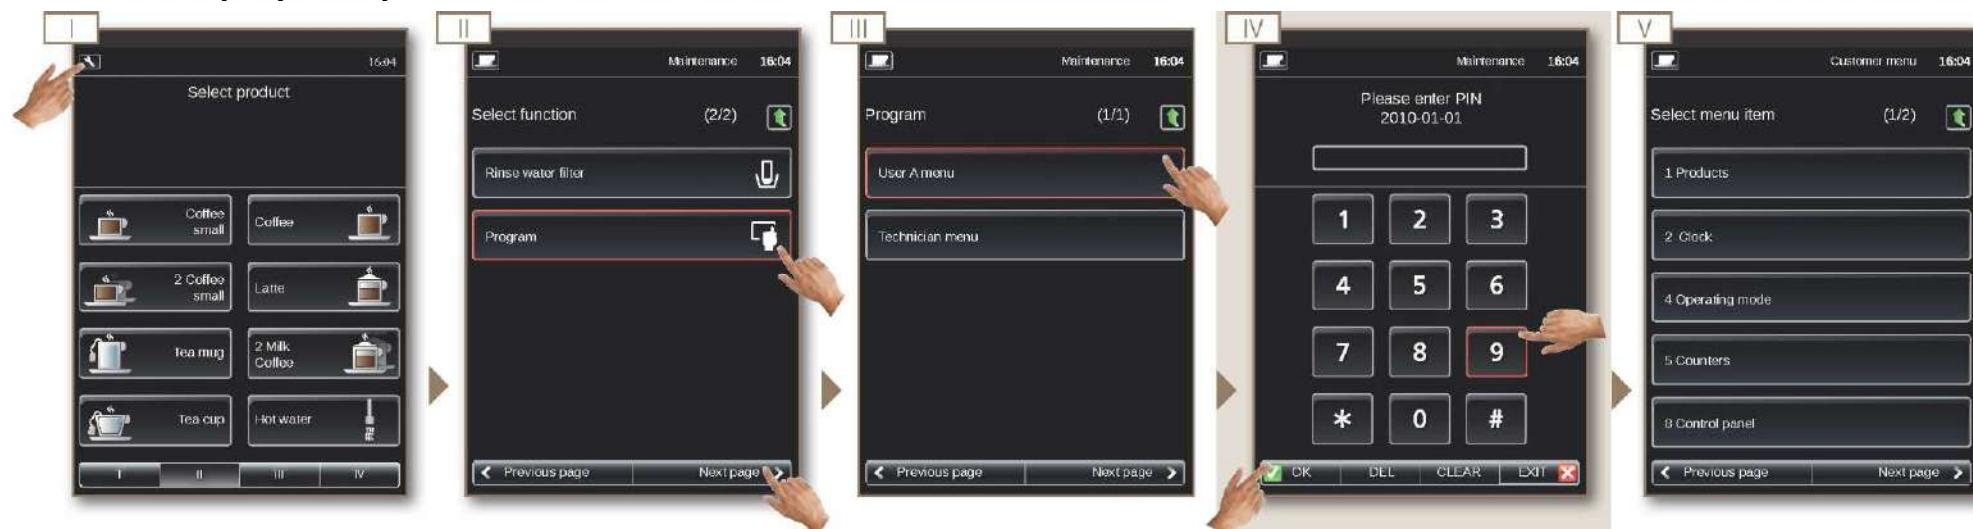 I
16:04
Select product
Coffee
small
Coffee
2 Coffee
small
Latte
Tea mug
2 Milk
Coffee
Tea cup
Hot water
I II III IV
II
Maintenance 16:04
Select function (2/2)
Rinse water filter
Program
Previous page Next page
III
Maintenance 16:04
Program (1/1)
User A menu
Technician menu
Previous page Next page
IV
Maintenance 16:04
Please enter PIN
2010-01-01
1 2 3
4 5 6
7 8 9
* 0 #
OK DEL CLEAR EXIT
V
Customer menu 16:04
Select menu item (1/2)
1 Products
2 Clock
4 Operating mode
5 Counters
8 Control panel
Previous page Next page